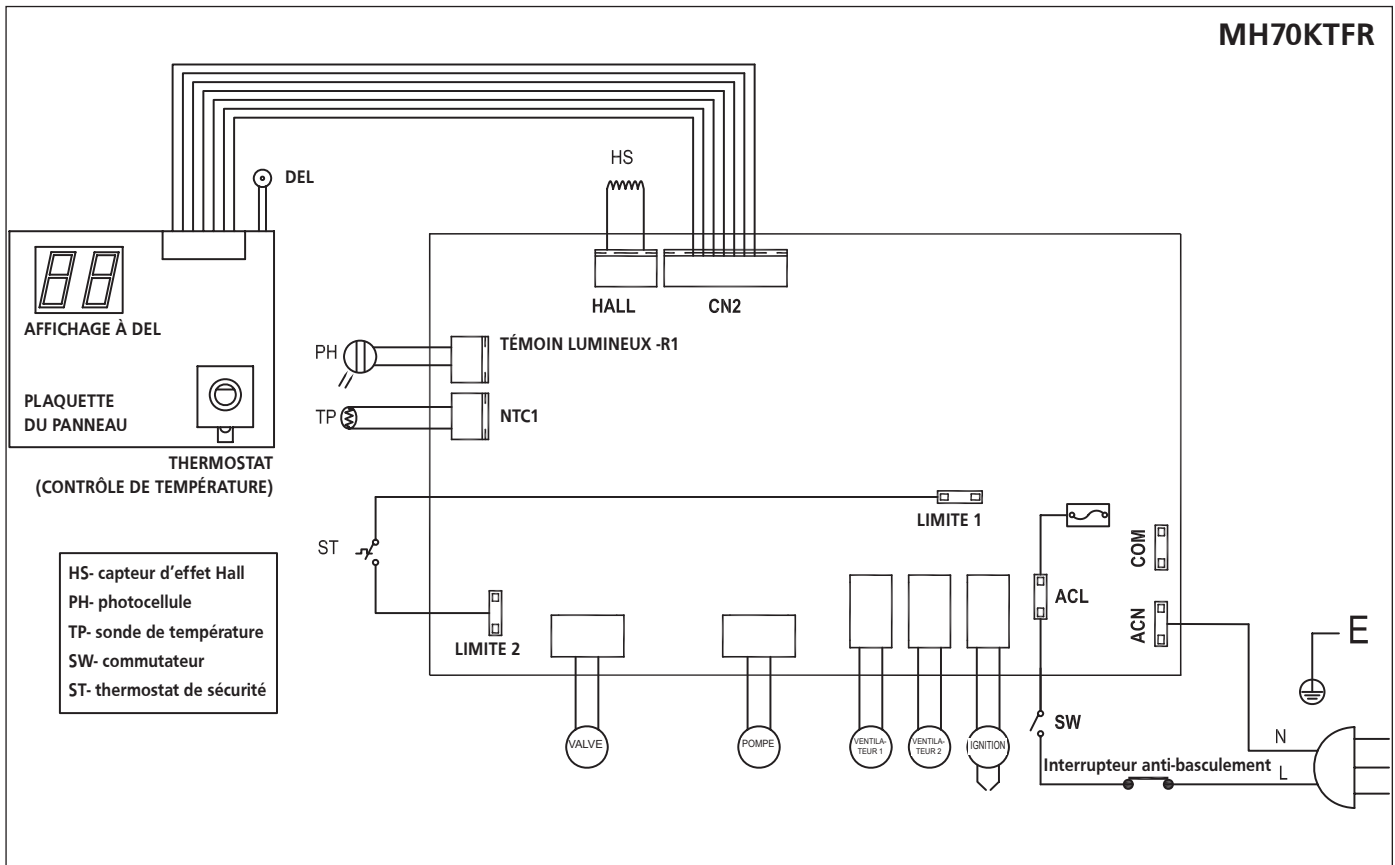 MH70KTFR
HS
DEL
HALL
CN2
AFFICHAGE À DEL
PLAQUETTE
DU PANNEAU
THERMOSTAT
(CONTRÔLE DE TEMPÉRATURE)
PH
TÉMOIN LUMINEUX -R1
TP
NTC1
LIMITE 1
ST
LIMITE 2
COM
ACL
ACN
E
HS- capteur d’effet Hall
PH- photocellule
TP- sonde de température
SW- commutateur
ST- thermostat de sécurité
VALVE
POMPE
VENTILA-
TEUR 1
VENTILA-
TEUR 2
IGNITION
SW
N
Interrupteur anti-basculement
L